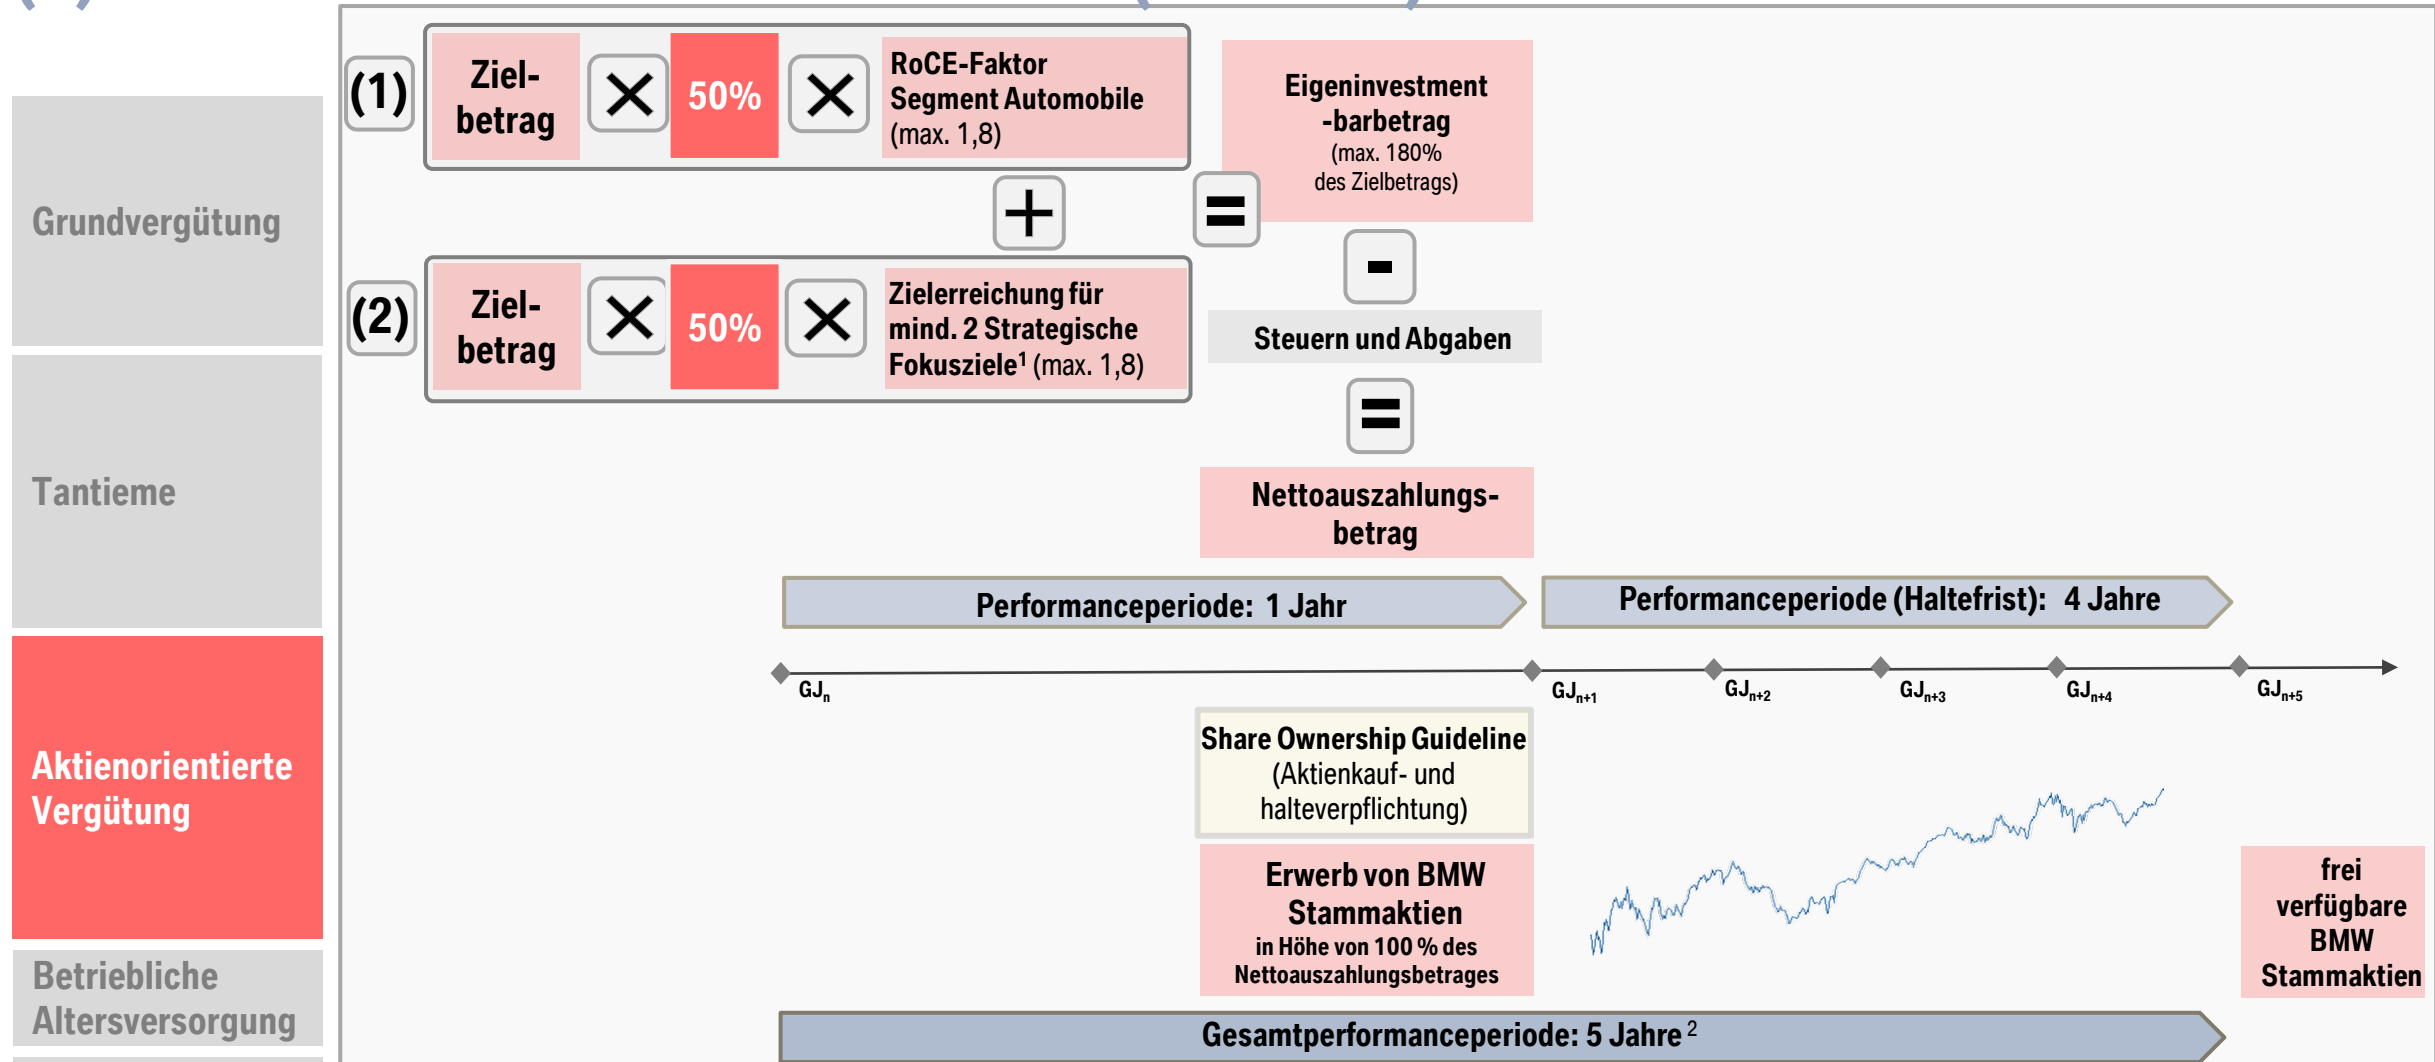 Grundvergütung
Tantieme
Aktienorientierte
Vergütung
Betriebliche
Altersversorgung
(1)
Ziel-
betrag
50%
RoCE-Faktor
Segment Automobile
(max. 1,8)
+
=
Eigeninvestment
-barbetrag
(max. 180%
des Zielbetrags)
(2)
Ziel-
betrag
50%
Zielerreichung für
mind. 2 Strategische
Fokusziele¹ (max. 1,8)
-
Steuern und Abgaben
=
Nettoauszahlungs-
betrag
Performanceperiode: 1 Jahr
Performanceperiode (Haltefrist): 4 Jahre
GJn
GJn+1
GJn+2
GJn+3
GJn+4
GJn+5
Share Ownership Guideline
(Aktienkauf- und
halteverpflichtung)
Erwerb von BMW
Stammaktien
in Höhe von 100 % des
Nettoauszahlungsbetrages
frei
verfügbare
BMW
Stammaktien
Gesamtperformanceperiode: 5 Jahre ²